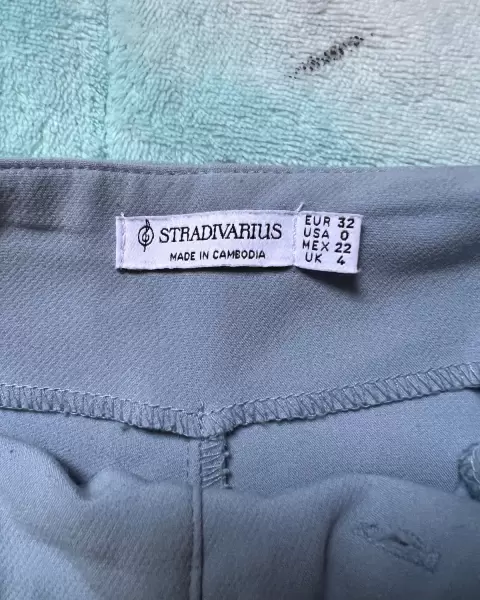 STRADIVARIUS
MADE IN CAMBODIA
EUR 32
USA 0
MEX 22
UK 4